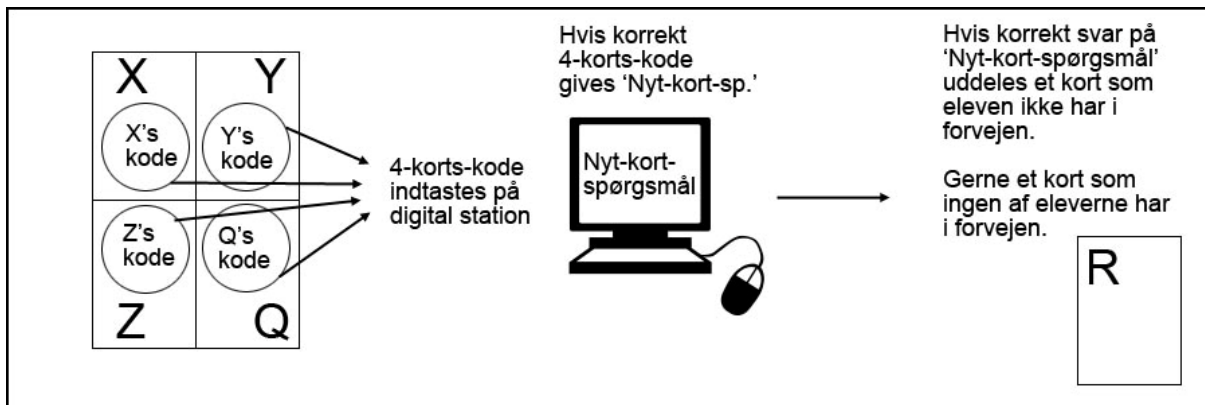 X
Y
X's
kode
Y's
kode
Z's
kode
Q's
kode
Z
Q
4-korts-kode
indtastes på
digital station
Hvis korrekt
4-korts-kode
gives 'Nyt-kort-sp.'
Nyt-kort-
spørgsmål
Hvis korrekt svar på
'Nyt-kort-spørgsmål'
uddeles et kort som
eleven ikke har i
forvejen.
Gerne et kort som
ingen af eleverne har
i forvejen.
R